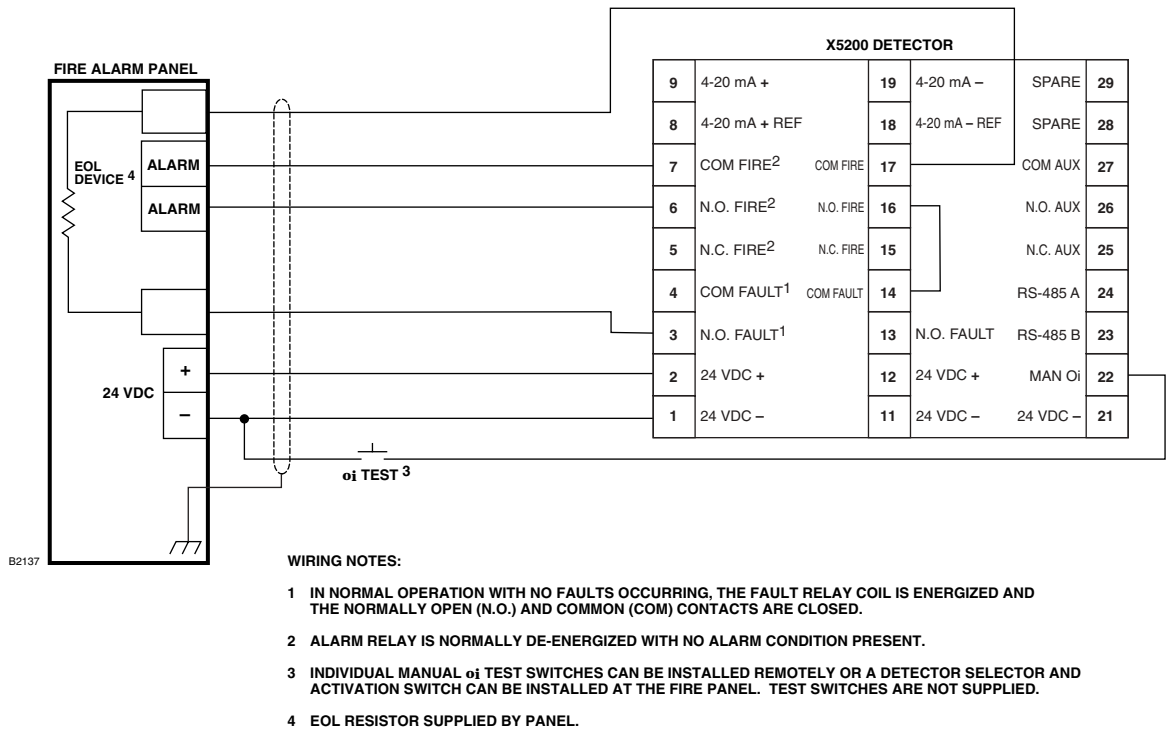 X5200 DETECTOR
FIRE ALARM PANEL
9 4-20 mA + 19 4-20 mA – SPARE 29
8 4-20 mA + REF 18 4-20 mA – REF SPARE 28
EOL
DEVICE 4
ALARM
7 COM FIRE2 COM FIRE 17 COM AUX 27
ALARM
6 N.O. FIRE2 N.O. FIRE 16 N.O. AUX 26
5 N.C. FIRE2 N.C. FIRE 15 N.C. AUX 25
4 COM FAULT1 COM FAULT 14 RS-485 A 24
3 N.O. FAULT1 13 N.O. FAULT RS-485 B 23
24 VDC
+
2 24 VDC + 12 24 VDC + MAN Oi 22
–
1 24 VDC – 11 24 VDC – 24 VDC – 21
oi TEST 3
B2137
WIRING NOTES:
1 IN NORMAL OPERATION WITH NO FAULTS OCCURRING, THE FAULT RELAY COIL IS ENERGIZED AND
THE NORMALLY OPEN (N.O.) AND COMMON (COM) CONTACTS ARE CLOSED.
2 ALARM RELAY IS NORMALLY DE-ENERGIZED WITH NO ALARM CONDITION PRESENT.
3 INDIVIDUAL MANUAL oi TEST SWITCHES CAN BE INSTALLED REMOTELY OR A DETECTOR SELECTOR AND
ACTIVATION SWITCH CAN BE INSTALLED AT THE FIRE PANEL. TEST SWITCHES ARE NOT SUPPLIED.
4 EOL RESISTOR SUPPLIED BY PANEL.